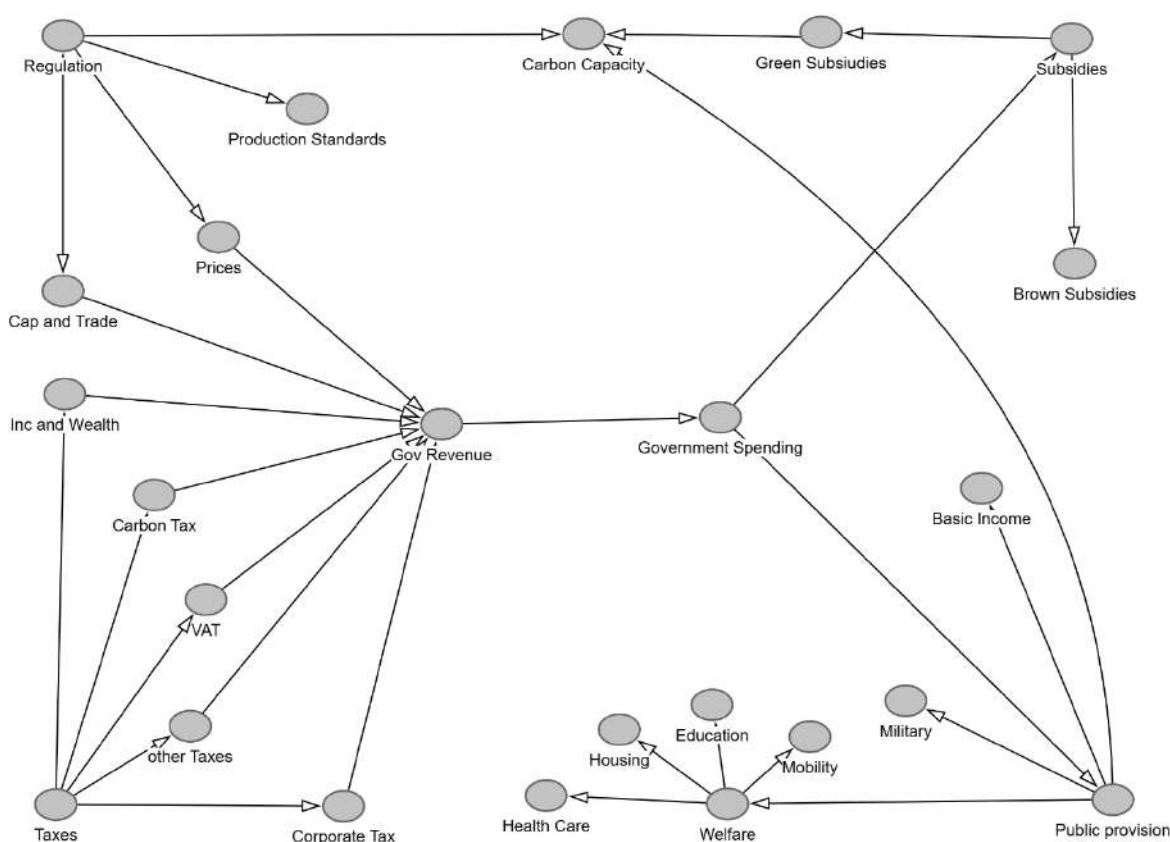 Regulation
Carbon Capacity
Green Subsiudies
Subsidies
Production Standards
Prices
Brown Subsidies
Cap and Trade
Inc and Wealth
Gov Revenue
Government Spending
Carbon Tax
Basic Income
VAT
other Taxes
Education
Military
Housing
Mobility
Taxes
Corporate Tax
Health Care
Welfare
Public provision